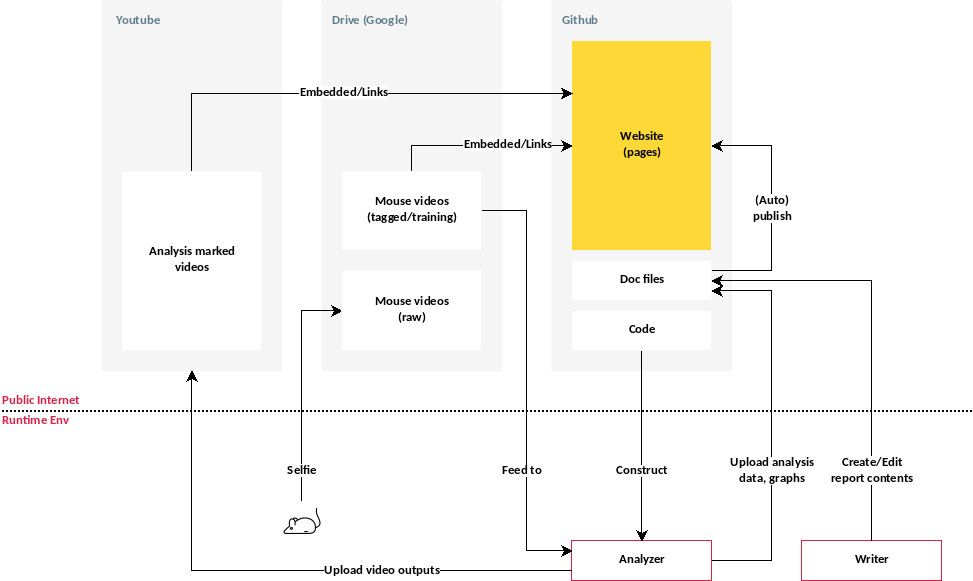 Youtube
Drive (Google)
Github
Embedded/Links
Embedded/Links
Website
(pages)
Mouse videos
(tagged/training)
(Auto)
publish
Analysis marked
videos
Doc files
Mouse videos
(raw)
Code
Public Internet
Runtime Env
Selfie
Feed to
Construct
Upload analysis
data, graphs
Create/Edit
report contents
Analyzer
Writer
Upload video outputs